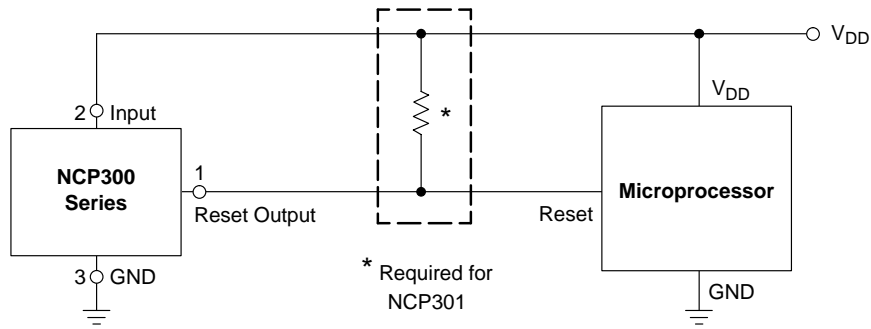 V_DD
2 Input
V_DD
*
NCP300
Series
1
Reset Output
Reset
Microprocessor
3 GND
* Required for
NCP301
GND